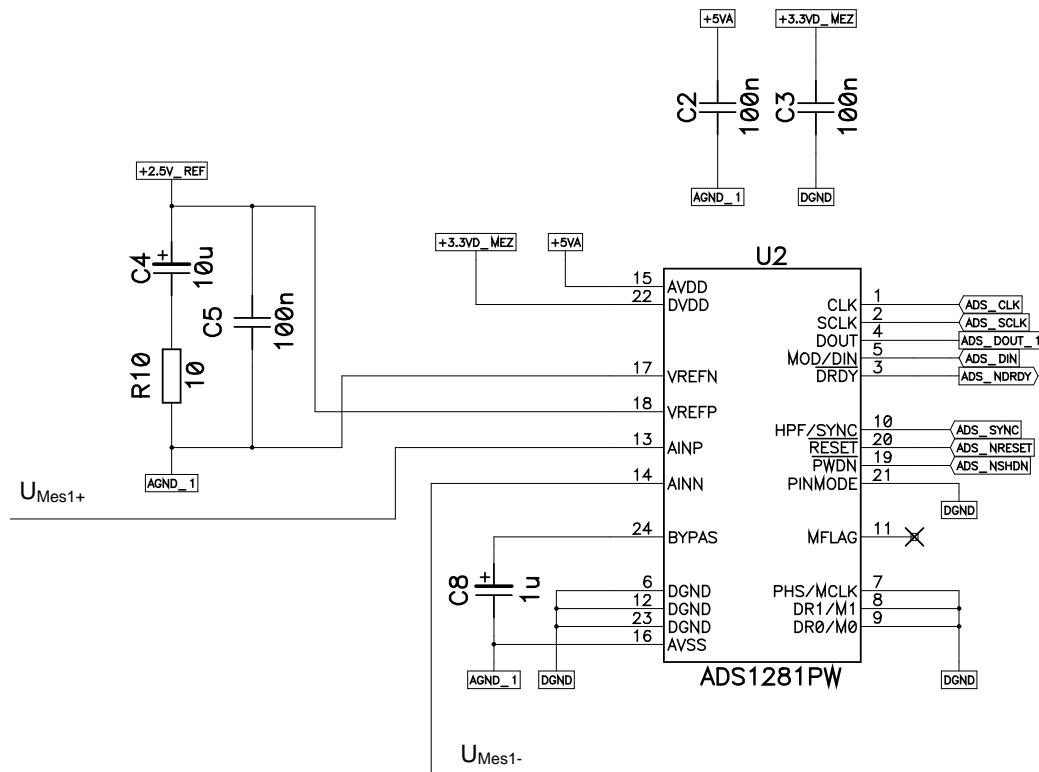 +5VA
+3.3VD_MEZ
C2
100n
C3
100n
AGND_1
DGND
+2.5V_REF
C4
+
10u
C5
100n
R10
10
AGND_1
+3.3VD_MEZ
+5VA
U2
15 AVDD
22 DVDD
17 VREFN
18 VREFP
13 AINP
14 AINN
24 BYPAS
6 DGND
12 DGND
23 DGND
16 AVSS
CLK 1 ADS_CLK
SCLK 2 ADS_SCLK
DOUT 4 ADS_DOUT_1
MOD/DIN 5 ADS_DIN
DRDY 3 ADS_NDRDY
HPF/SYNC 10 ADS_SYNC
RESET 20 ADS_NRESET
PWDN 19 ADS_NSHDN
PINMODE 21
DGND
MFLAG 11
PHS/MCLK 7
DR1/M1 8
DR0/M0 9
DGND
ADS1281PW
UMes1+
C8
+
1u
AGND_1
DGND
UMes1-